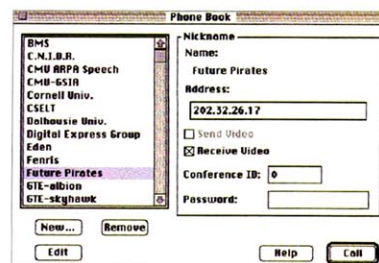 Phone Book
BMS
C.N.I.D.R.
CMU ARPA Speech
CMU-GSIA
Cornell Univ.
CSELT
Dalhousie Univ.
Digital Express Group
Eden
Fenris
Future Pirates
GTE-albion
GTE-skyhawk
New...
Remove
Edit
Nickname
Name:
Future Pirates
Address:
202.32.26.17
Send Video
Receive Video
Conference ID: 0
Password:
Help
Call